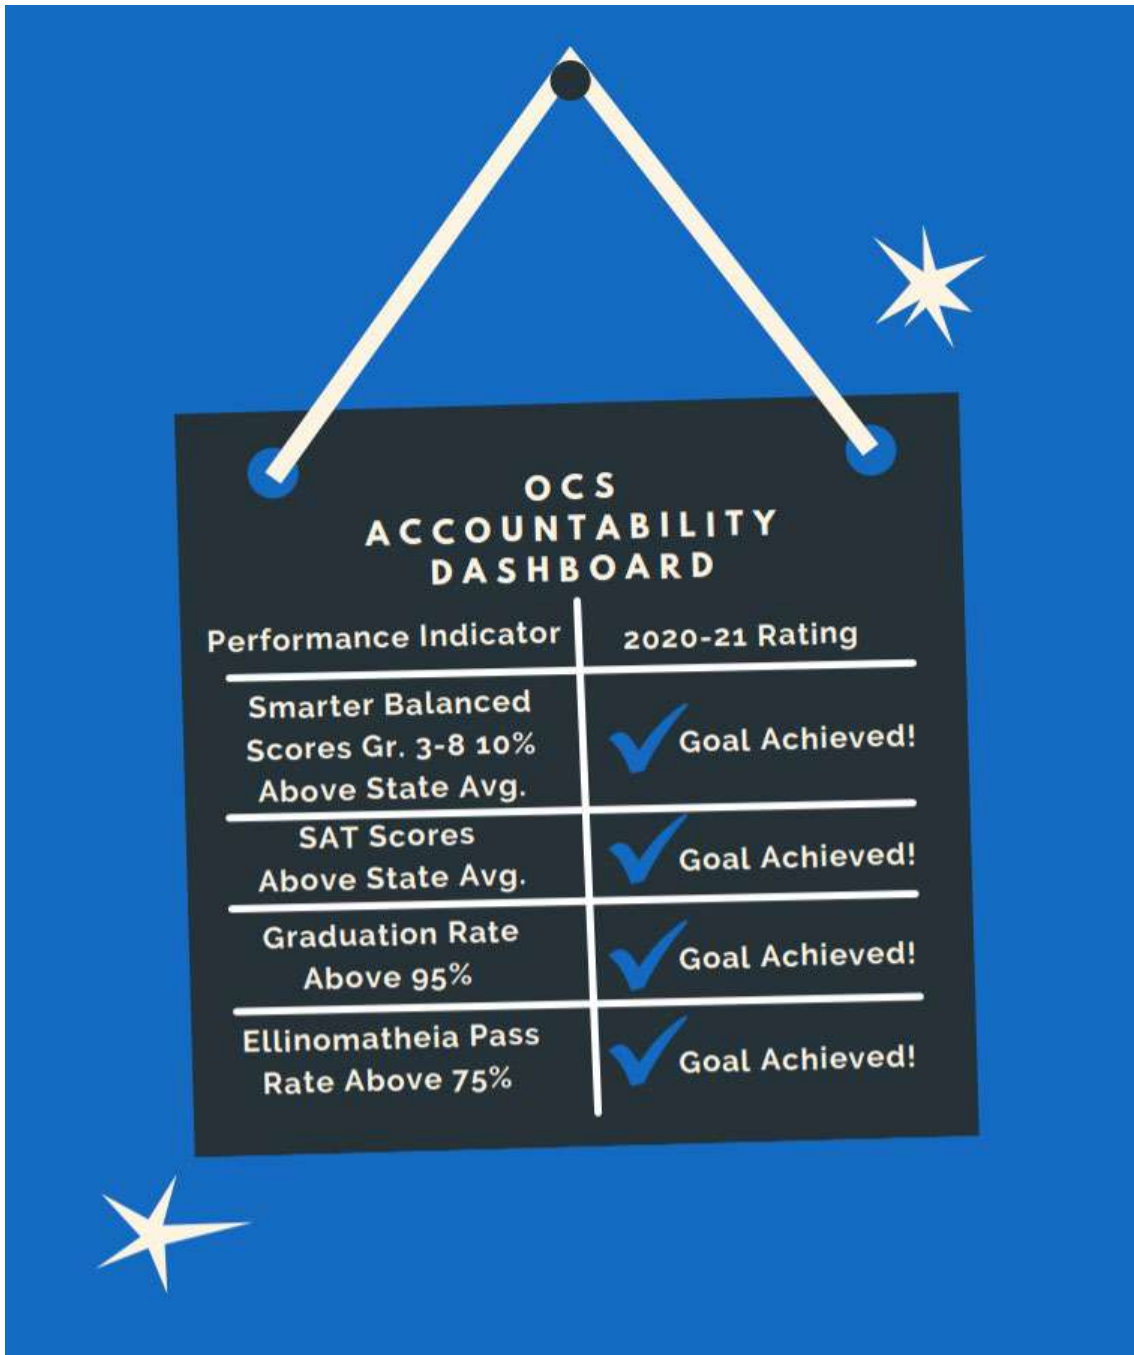 OCS
ACCOUNTABILITY
DASHBOARD
Performance Indicator
2020-21 Rating
Smarter Balanced
Scores Gr. 3-8 10%
Above State Avg.
Goal Achieved!
SAT Scores
Above State Avg.
Goal Achieved!
Graduation Rate
Above 95%
Goal Achieved!
Ellinomatheia Pass
Rate Above 75%
Goal Achieved!